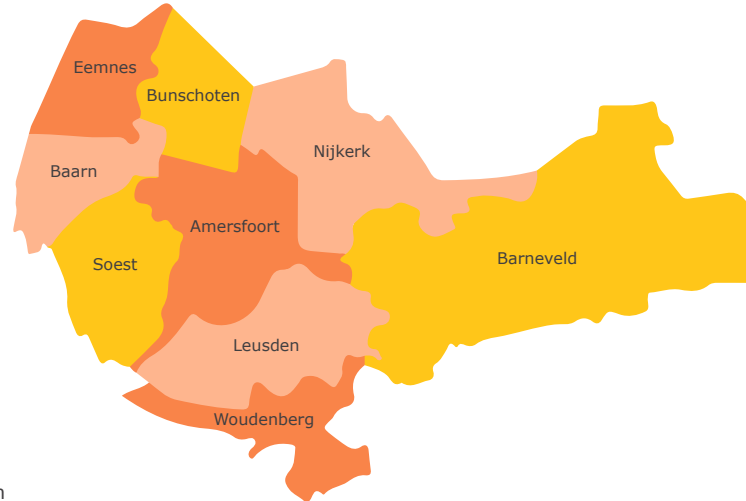 Eemnes
Bunschoten
Nijkerk
Baarn
Amersfoort
Barneveld
Soest
Leusden
Woudenberg